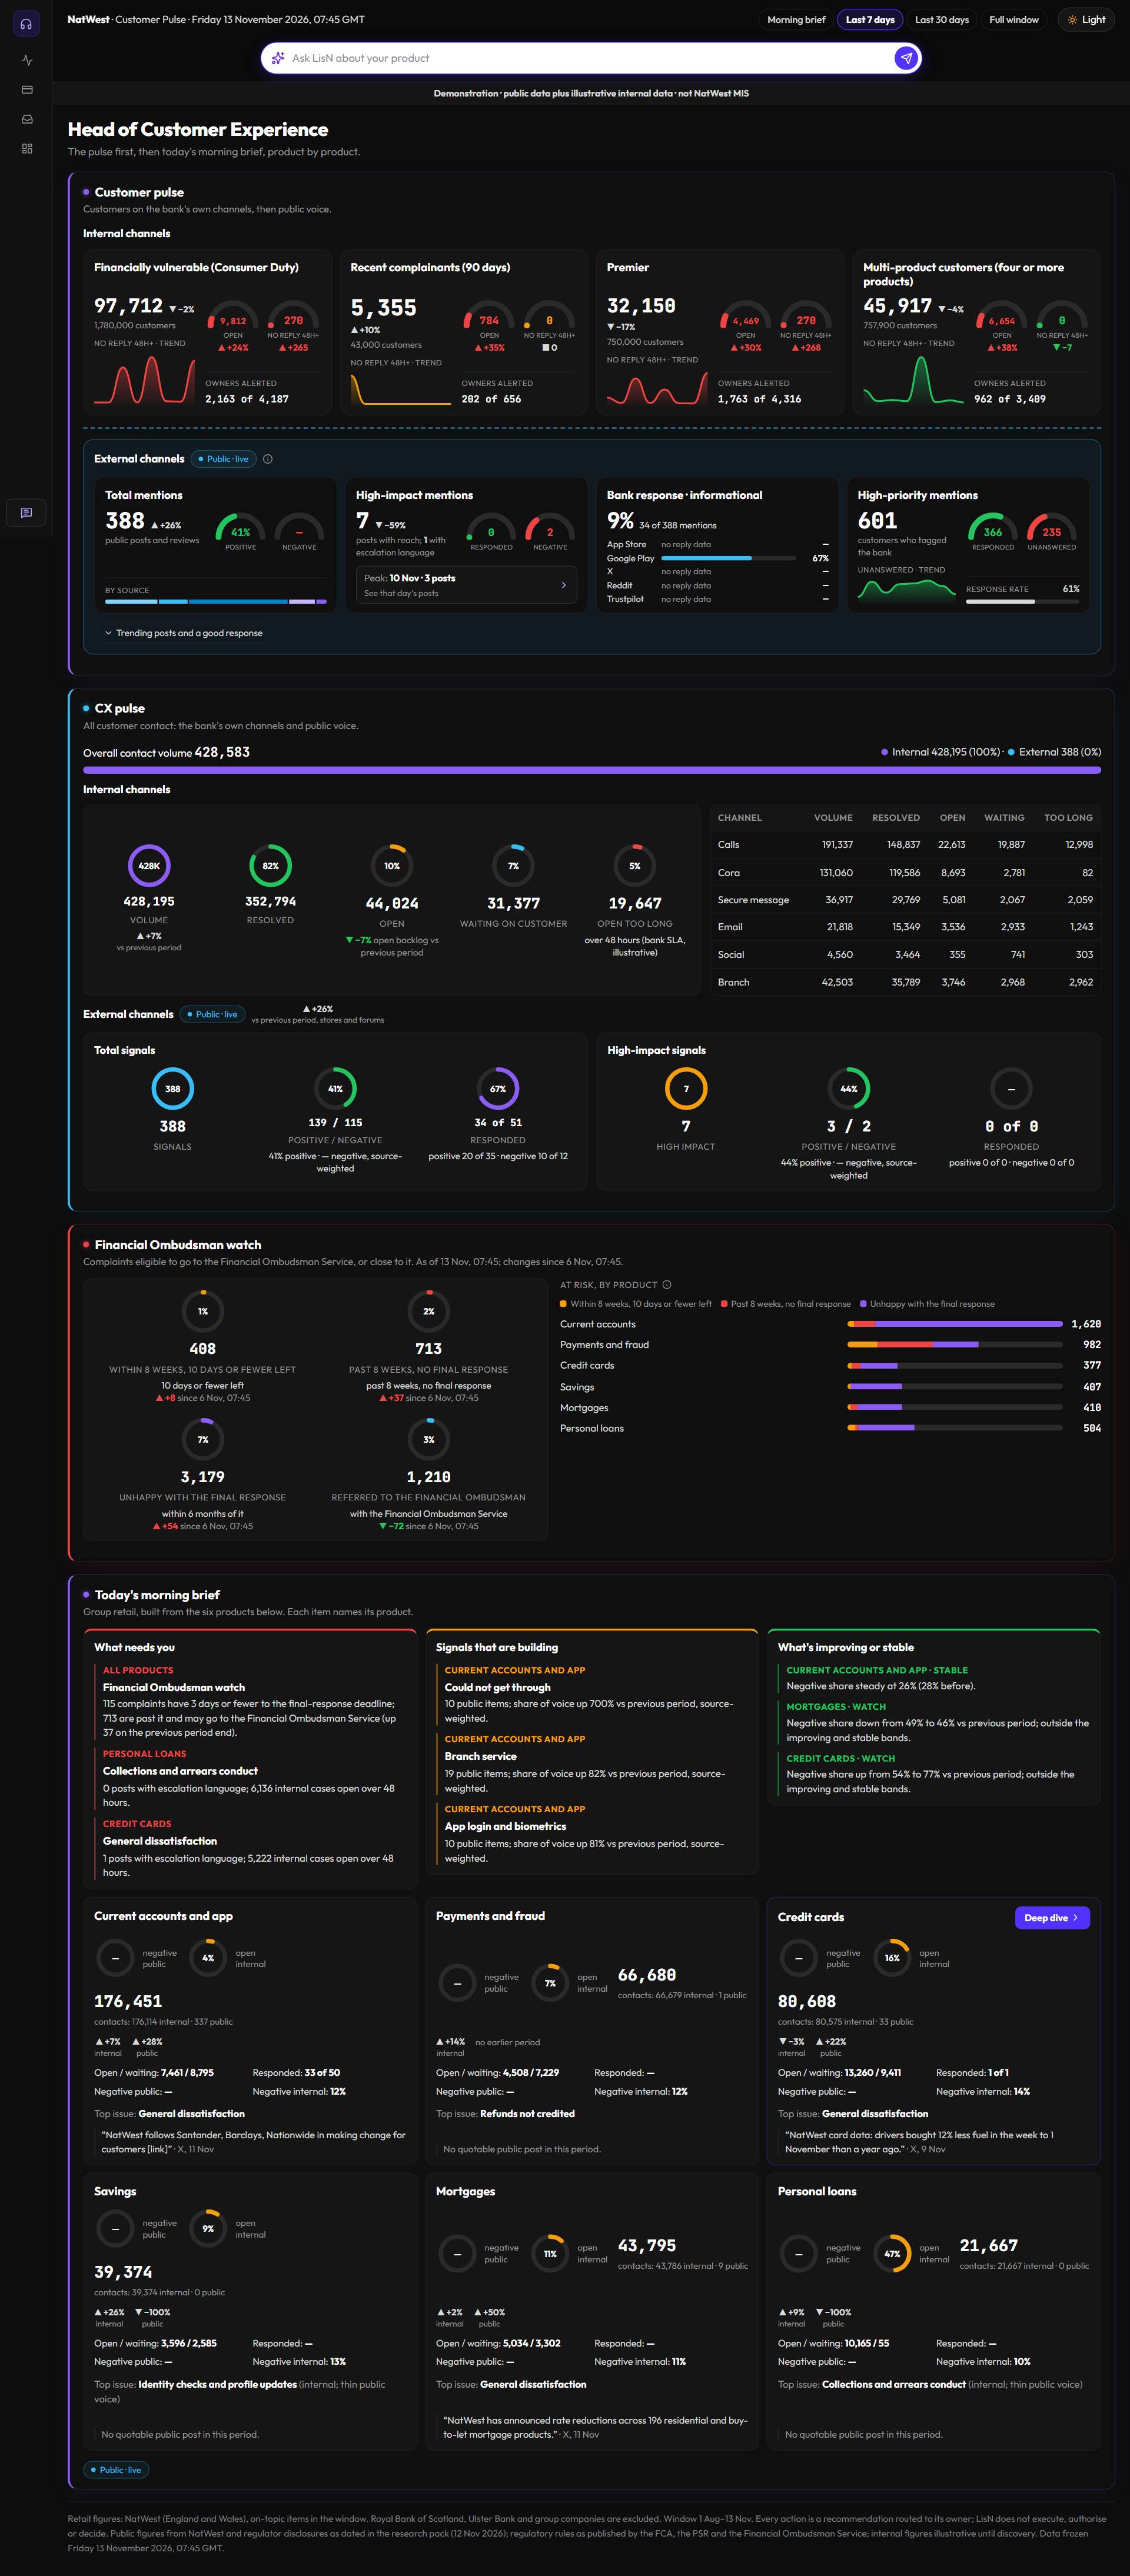 NatWest · Customer Pulse · Friday 13 November 2026, 07:45 GMT
Morning brief
Last 7 days
Last 30 days
Full window
Light
Ask LisN about your product
Demonstration · public data plus illustrative internal data · not NatWest MIS
Head of Customer Experience
The pulse first, then today's morning brief, product by product.
Customer pulse
Customers on the bank's own channels, then public voice.
Internal channels
Financially vulnerable (Consumer Duty)
97,712 ▼ −2%
1,780,000 customers
NO REPLY 48H+ · TREND
9,812
OPEN
▲ +24%
270
NO REPLY 48H+
▲ +265
OWNERS ALERTED
2,163 of 4,187
Recent complainants (90 days)
5,355
▲ +10%
43,000 customers
NO REPLY 48H+ · TREND
784
OPEN
▲ +35%
0
NO REPLY 48H+
■ 0
OWNERS ALERTED
202 of 656
Premier
32,150
▼ −17%
750,000 customers
NO REPLY 48H+ · TREND
4,469
OPEN
▲ +30%
270
NO REPLY 48H+
▲ +268
OWNERS ALERTED
1,763 of 4,316
Multi-product customers (four or more
products)
45,917 ▼ −4%
757,900 customers
NO REPLY 48H+ · TREND
6,654
OPEN
▲ +38%
0
NO REPLY 48H+
▼ −7
OWNERS ALERTED
962 of 3,409
External channels
Public · live
Total mentions
388 ▲ +26%
public posts and reviews
41%
POSITIVE
–
NEGATIVE
BY SOURCE
High-impact mentions
7 ▼ −59%
posts with reach; 1 with
escalation language
0
RESPONDED
2
NEGATIVE
Peak: 10 Nov · 3 posts
See that day's posts
Bank response · informational
9% 34 of 388 mentions
App Store no reply data –
Google Play 67%
X no reply data –
Reddit no reply data –
Trustpilot no reply data –
High-priority mentions
601
customers who tagged
the bank
366
RESPONDED
235
UNANSWERED
UNANSWERED · TREND
RESPONSE RATE 61%
Trending posts and a good response
CX pulse
All customer contact: the bank's own channels and public voice.
Overall contact volume 428,583
Internal 428,195 (100%) · External 388 (0%)
Internal channels
428K
428,195
VOLUME
▲ +7%
vs previous period
82%
352,794
RESOLVED
10%
44,024
OPEN
▼ −7% open backlog vs
previous period
7%
31,377
WAITING ON CUSTOMER
5%
19,647
OPEN TOO LONG
over 48 hours (bank SLA,
illustrative)
CHANNEL VOLUME RESOLVED OPEN WAITING TOO LONG
Calls 191,337 148,837 22,613 19,887 12,998
Cora 131,060 119,586 8,693 2,781 82
Secure message 36,917 29,769 5,081 2,067 2,059
Email 21,818 15,349 3,536 2,933 1,243
Social 4,560 3,464 355 741 303
Branch 42,503 35,789 3,746 2,968 2,962
External channels
Public · live
▲ +26%
vs previous period, stores and forums
Total signals
388
388
SIGNALS
41%
139 / 115
POSITIVE / NEGATIVE
41% positive · — negative, source-
weighted
67%
34 of 51
RESPONDED
positive 20 of 35 · negative 10 of 12
High-impact signals
7
7
HIGH IMPACT
44%
3 / 2
POSITIVE / NEGATIVE
44% positive · — negative, source-
weighted
–
0 of 0
RESPONDED
positive 0 of 0 · negative 0 of 0
Financial Ombudsman watch
Complaints eligible to go to the Financial Ombudsman Service, or close to it. As of 13 Nov, 07:45; changes since 6 Nov, 07:45.
1%
408
WITHIN 8 WEEKS, 10 DAYS OR FEWER LEFT
10 days or fewer left
▲ +8 since 6 Nov, 07:45
2%
713
PAST 8 WEEKS, NO FINAL RESPONSE
past 8 weeks, no final response
▲ +37 since 6 Nov, 07:45
7%
3,179
UNHAPPY WITH THE FINAL RESPONSE
within 6 months of it
▲ +54 since 6 Nov, 07:45
3%
1,210
REFERRED TO THE FINANCIAL OMBUDSMAN
with the Financial Ombudsman Service
▼ −72 since 6 Nov, 07:45
AT RISK, BY PRODUCT
Within 8 weeks, 10 days or fewer left
Past 8 weeks, no final response
Unhappy with the final response
Current accounts 1,620
Payments and fraud 982
Credit cards 377
Savings 407
Mortgages 410
Personal loans 504
Today's morning brief
Group retail, built from the six products below. Each item names its product.
What needs you
ALL PRODUCTS
Financial Ombudsman watch
115 complaints have 3 days or fewer to the final-response deadline;
713 are past it and may go to the Financial Ombudsman Service (up
37 on the previous period end).
PERSONAL LOANS
Collections and arrears conduct
0 posts with escalation language; 6,136 internal cases open over 48
hours.
CREDIT CARDS
General dissatisfaction
1 posts with escalation language; 5,222 internal cases open over 48
hours.
Signals that are building
CURRENT ACCOUNTS AND APP
Could not get through
10 public items; share of voice up 700% vs previous period, source-
weighted.
CURRENT ACCOUNTS AND APP
Branch service
19 public items; share of voice up 82% vs previous period, source-
weighted.
CURRENT ACCOUNTS AND APP
App login and biometrics
10 public items; share of voice up 81% vs previous period, source-
weighted.
What's improving or stable
CURRENT ACCOUNTS AND APP · STABLE
Negative share steady at 26% (28% before).
MORTGAGES · WATCH
Negative share down from 49% to 46% vs previous period; outside the
improving and stable bands.
CREDIT CARDS · WATCH
Negative share up from 54% to 77% vs previous period; outside the
improving and stable bands.
Current accounts and app
–
negative
public
4%
open
internal
176,451
contacts: 176,114 internal · 337 public
▲ +7% ▲ +28%
internal public
Open / waiting: 7,461 / 8,795 Responded: 33 of 50
Negative public: — Negative internal: 12%
Top issue: General dissatisfaction
“NatWest follows Santander, Barclays, Nationwide in making change for
customers [link]” · X, 11 Nov
Payments and fraud
–
negative
public
7%
open
internal
66,680
contacts: 66,679 internal · 1 public
▲ +14% no earlier period
internal
Open / waiting: 4,508 / 7,229 Responded: —
Negative public: — Negative internal: 12%
Top issue: Refunds not credited
No quotable public post in this period.
Credit cards
Deep dive
–
negative
public
16%
open
internal
80,608
contacts: 80,575 internal · 33 public
▼ −3% ▲ +22%
internal public
Open / waiting: 13,260 / 9,411 Responded: 1 of 1
Negative public: — Negative internal: 14%
Top issue: General dissatisfaction
“NatWest card data: drivers bought 12% less fuel in the week to 1
November than a year ago.” · X, 9 Nov
Savings
–
negative
public
9%
open
internal
39,374
contacts: 39,374 internal · 0 public
▲ +26% ▼ −100%
internal public
Open / waiting: 3,596 / 2,585 Responded: —
Negative public: — Negative internal: 13%
Top issue: Identity checks and profile updates (internal; thin public
voice)
No quotable public post in this period.
Mortgages
–
negative
public
11%
open
internal
43,795
contacts: 43,786 internal · 9 public
▲ +2% ▲ +50%
internal public
Open / waiting: 5,034 / 3,302 Responded: —
Negative public: — Negative internal: 11%
Top issue: General dissatisfaction
“NatWest has announced rate reductions across 196 residential and buy-
to-let mortgage products.” · X, 11 Nov
Personal loans
–
negative
public
47%
open
internal
21,667
contacts: 21,667 internal · 0 public
▲ +9% ▼ −100%
internal public
Open / waiting: 10,165 / 55 Responded: —
Negative public: — Negative internal: 10%
Top issue: Collections and arrears conduct (internal; thin public voice)
No quotable public post in this period.
Public · live
Retail figures: NatWest (England and Wales), on-topic items in the window. Royal Bank of Scotland, Ulster Bank and group companies are excluded. Window 1 Aug–13 Nov. Every action is a recommendation routed to its owner; LisN does not execute, authorise
or decide. Public figures from NatWest and regulator disclosures as dated in the research pack (12 Nov 2026); regulatory rules as published by the FCA, the PSR and the Financial Ombudsman Service; internal figures illustrative until discovery. Data frozen
Friday 13 November 2026, 07:45 GMT.